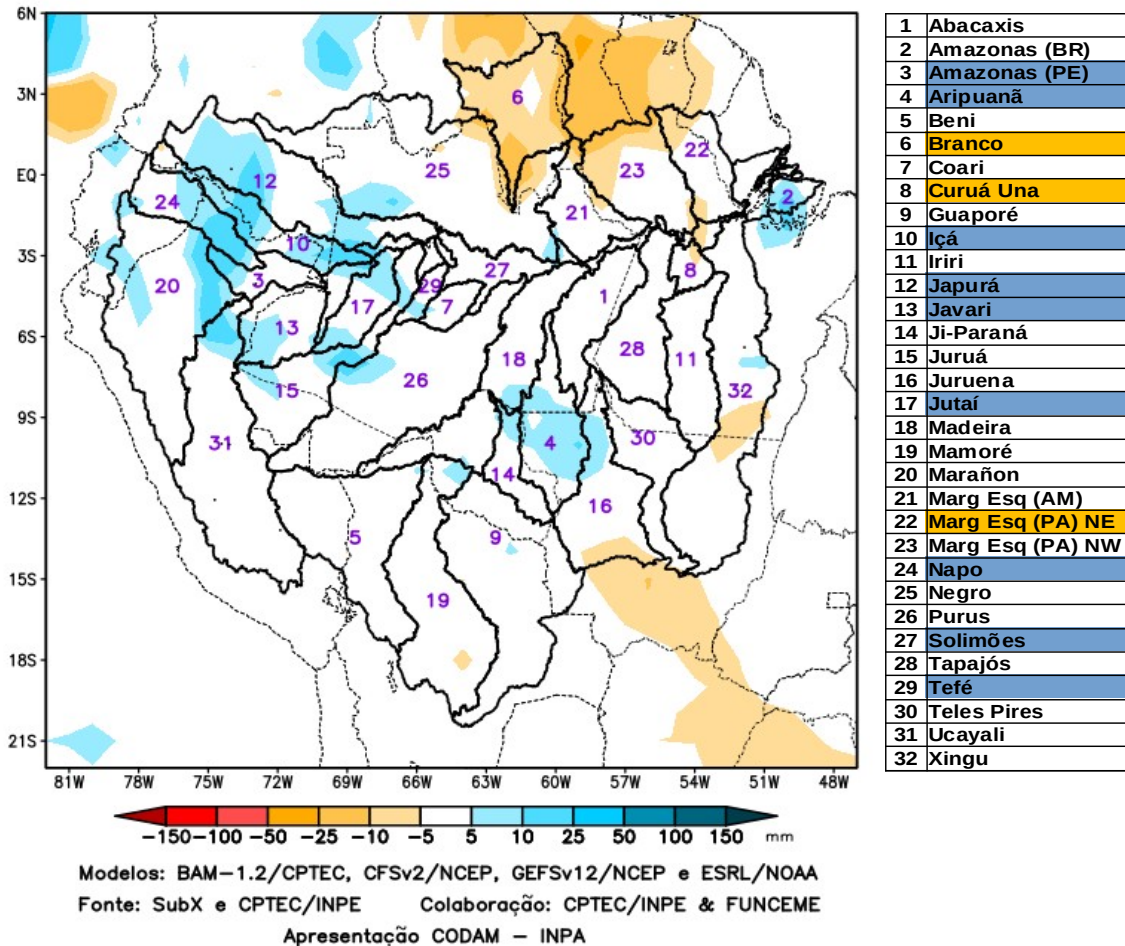 6N
3N
EQ
3S
6S
9S
12S
15S
18S
21S
81W 78W 75W 72W 69W 66W 63W 60W 57W 54W 51W 48W
6
22
25
23
12
24
2
21
10
27
8
3
29
20
7
1
17
13
28
18
11
26
15
32
30
31
4
14
16
5
9
19
1 Abacaxis
2 Amazonas (BR)
3 Amazonas (PE)
4 Aripuanã
5 Beni
6 Branco
7 Coari
8 Curuá Una
9 Guaporé
10 Içá
11 Iriri
12 Japurá
13 Javari
14 Ji-Paraná
15 Juruá
16 Juruena
17 Jutaí
18 Madeira
19 Mamoré
20 Marañon
21 Marg Esq (AM)
22 Marg Esq (PA) NE
23 Marg Esq (PA) NW
24 Napo
25 Negro
26 Purus
27 Solimões
28 Tapajós
29 Tefé
30 Teles Pires
31 Ucayali
32 Xingu
−150 −100 −50 −25 −10 −5 5 10 25 50 100 150 mm
Modelos: BAM−1.2/CPTEC, CFSv2/NCEP, GEFSv12/NCEP e ESRL/NOAA
Fonte: SubX e CPTEC/INPE Colaboração: CPTEC/INPE & FUNCEME
Apresentação CODAM − INPA